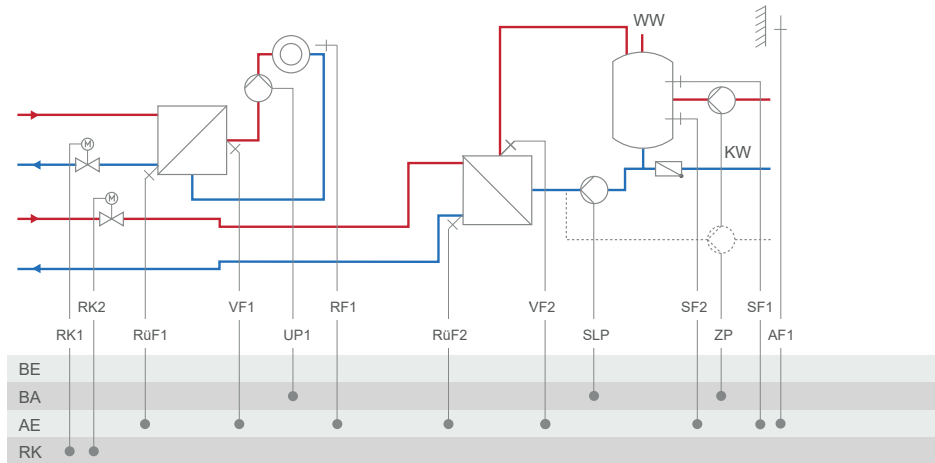 WW
M
KW
M
RK2 VF1 RF1 VF2 SF2 SF1
RK1 RüF1 UP1 RüF2 SLP ZP AF1
BE
BA
AE
RK